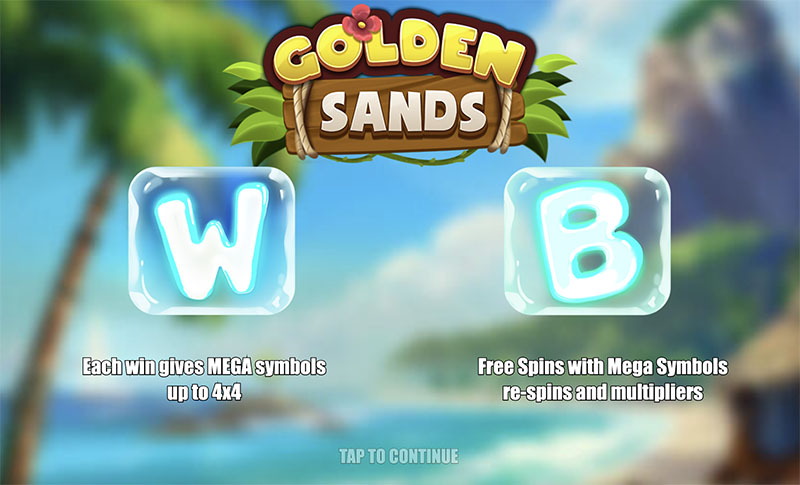 GOLDEN
SANDS
W
B
Each win gives MEGA symbols
up to 4x4
Free Spins with Mega Symbols
re-spins and multipliers
TAP TO CONTINUE